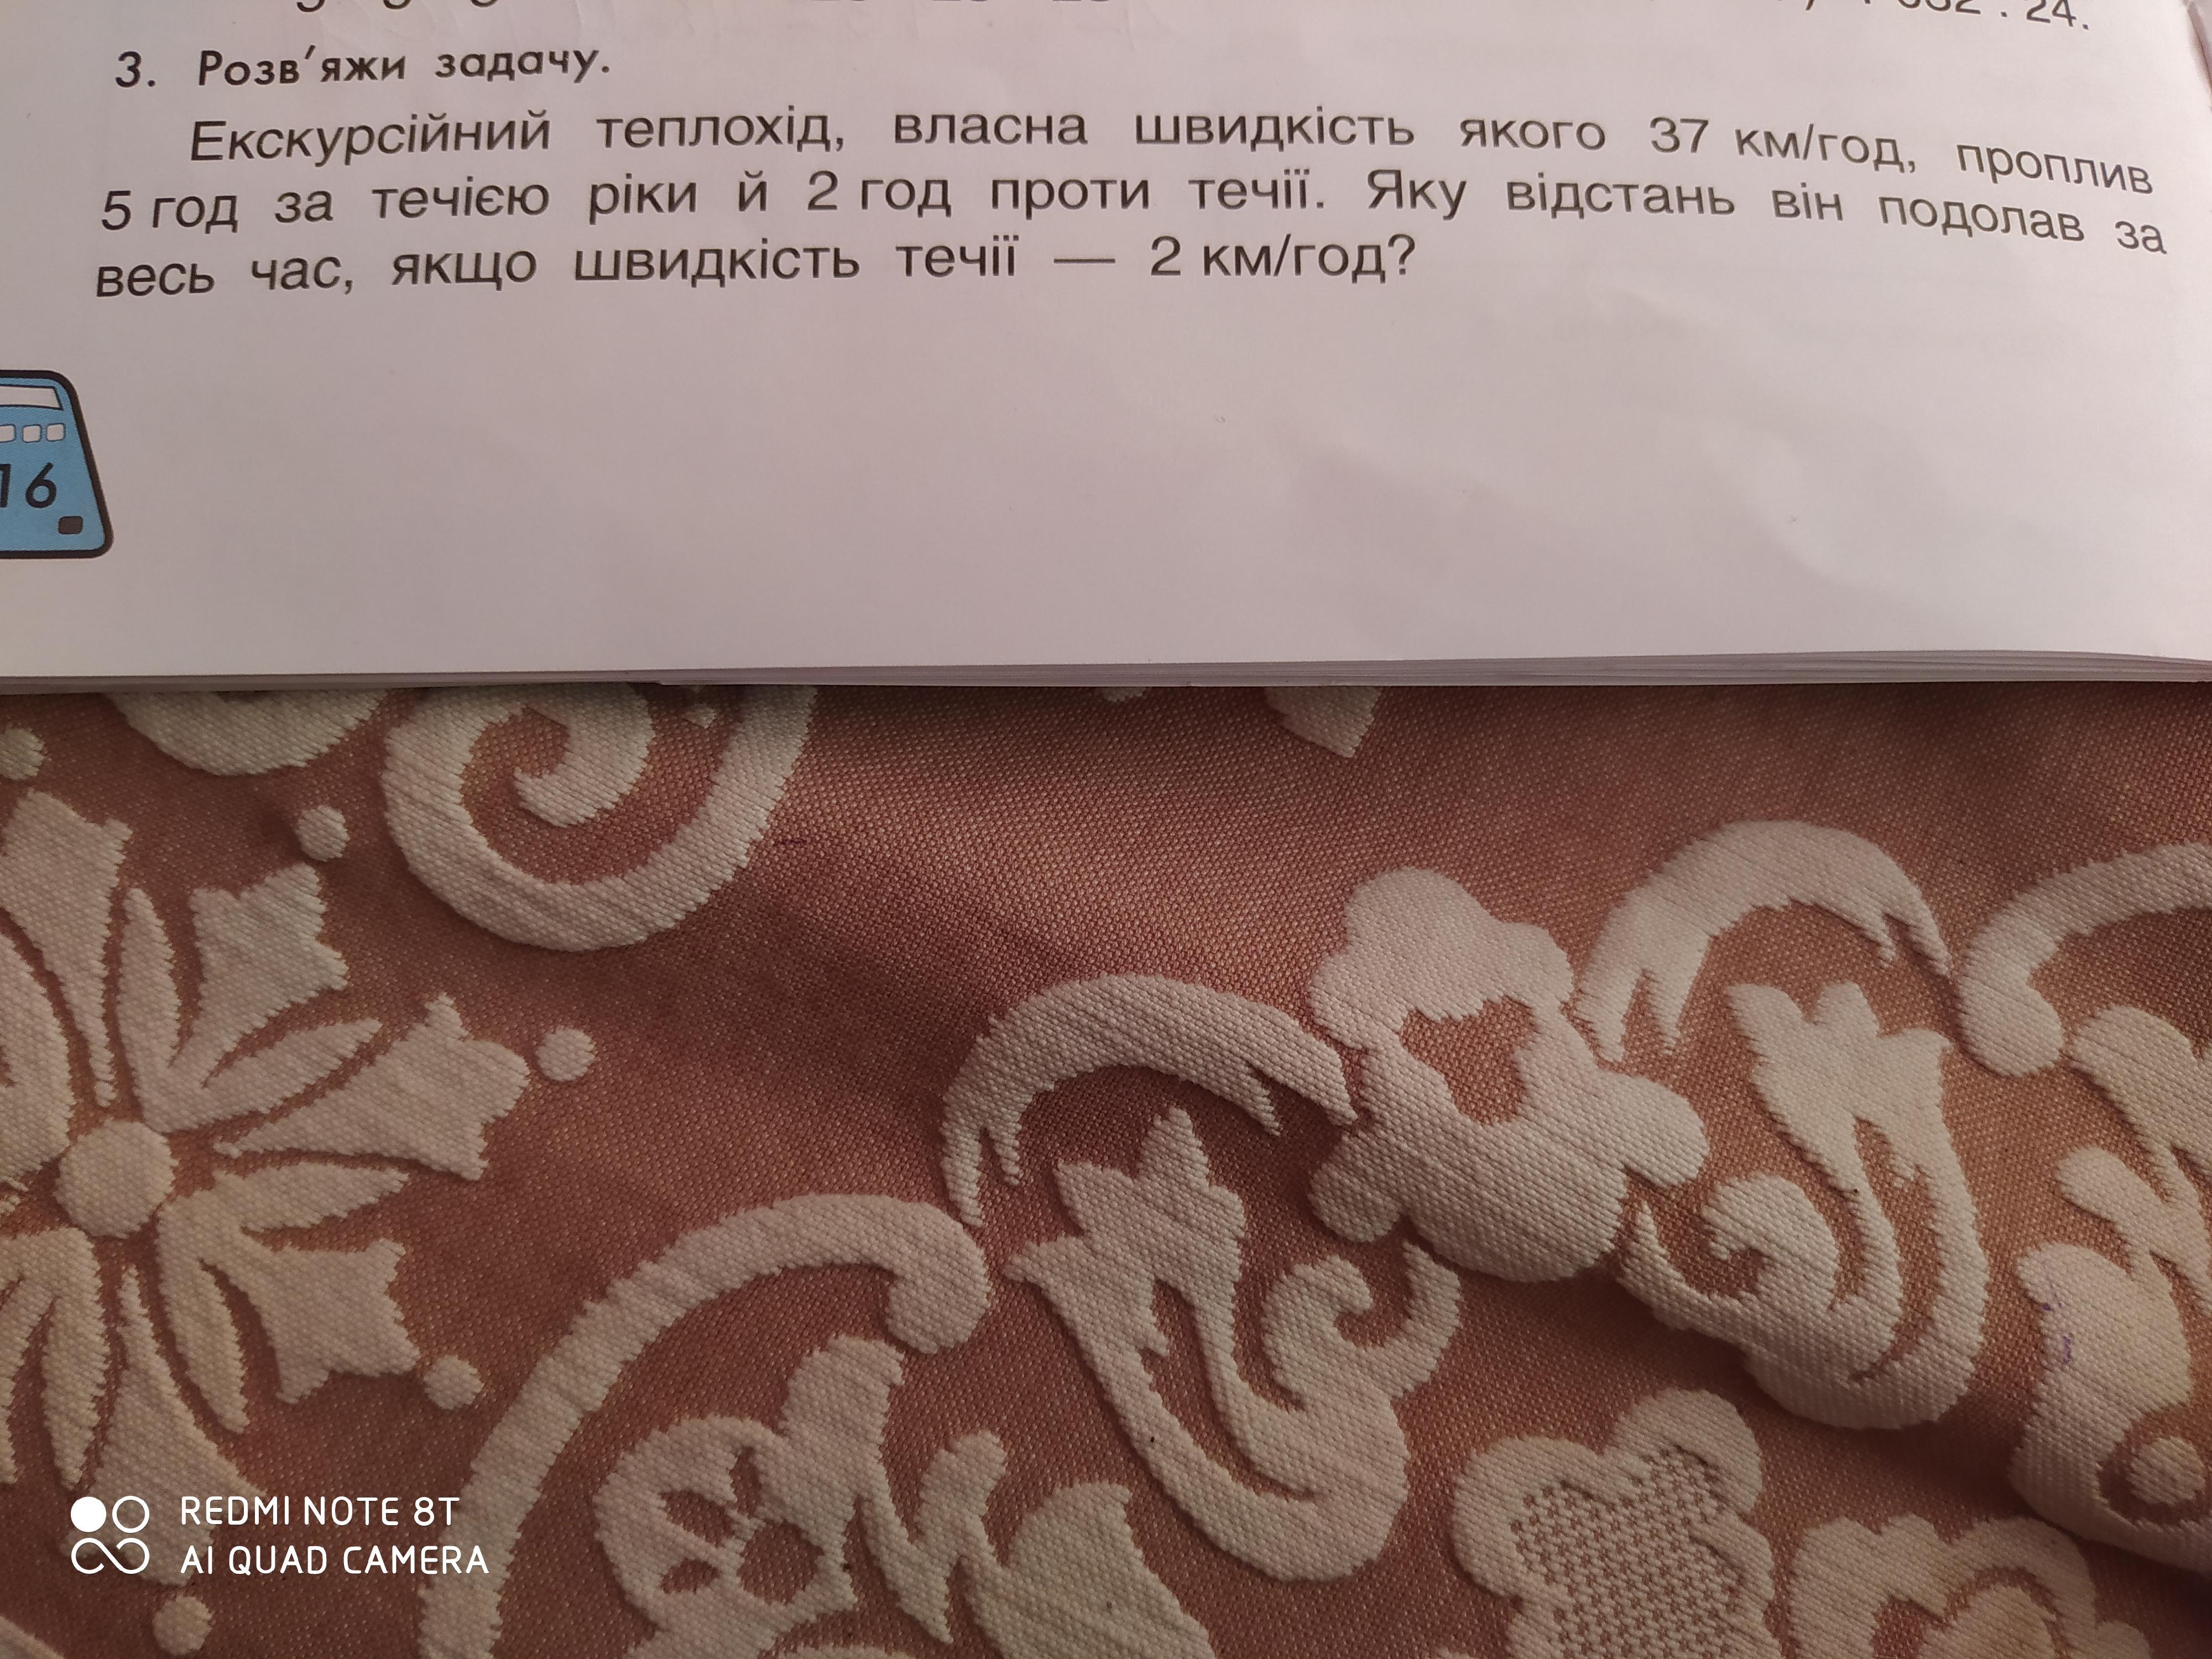 24.
3. Розв'яжи задачу.
Екскурсійний теплохід, власна швидкість якого 37 км/год, проплив
5 год за течією ріки й 2 год проти течії. Яку відстань він подолав за
весь час, якщо швидкість течії — 2 км/год?
16
REDMI NOTE 8T
AI QUAD CAMERA